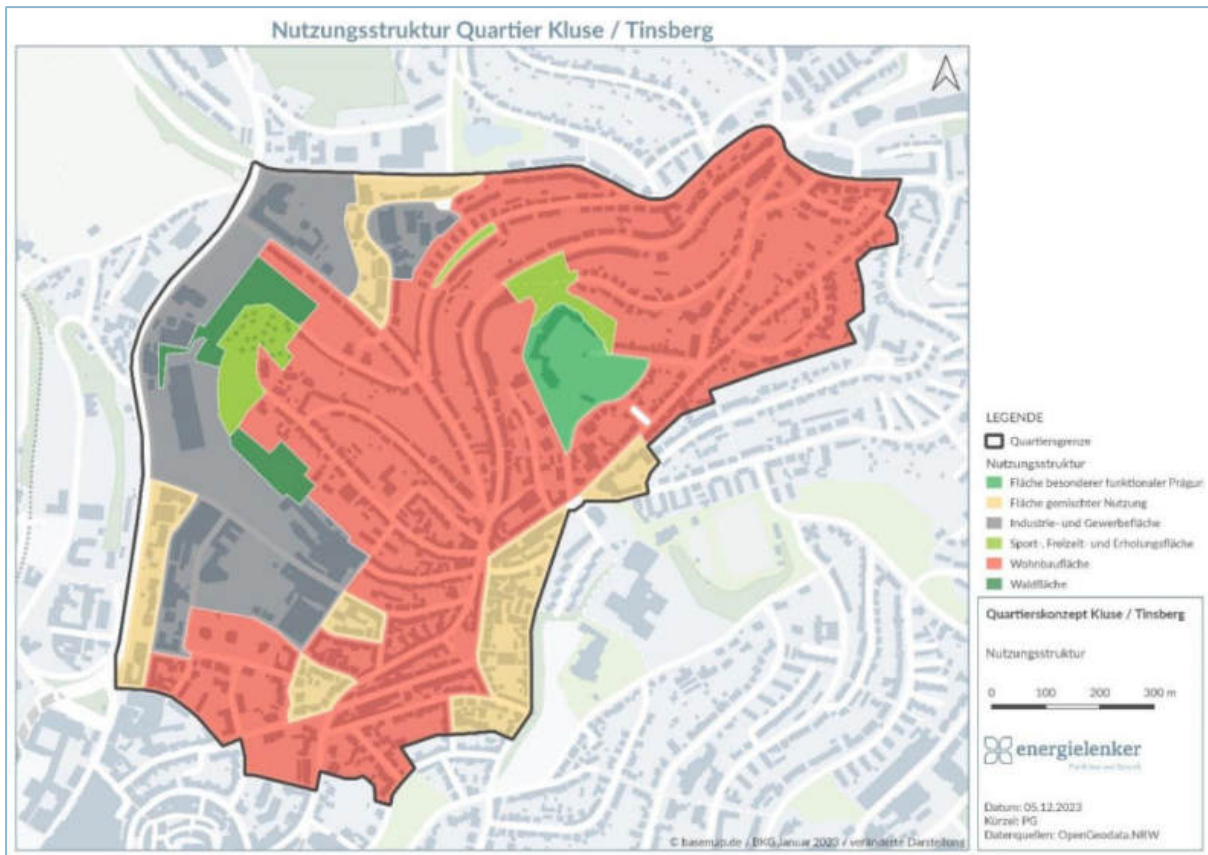 Nutzungsstruktur Quartier Kluse / Tinsberg
LEGENDE
Quartiersgrenze
Nutzungsstruktur
Fläche besonderer funktionaler Prägur
Fläche gemischter Nutzung
Industrie- und Gewerbefläche
Sport-, Freizeit- und Erholungsfläche
Wohnbaufläche
Waldfläche
Quartierskonzept Kluse / Tinsberg
Nutzungsstruktur
0 100 200 300 m
energielenker
Datum: 05.12.2023
Kürzel: PG
Datenquellen: OpenGeodata.NRW
© basemap.de / BKG Januar 2023 / veränderte Darstellung